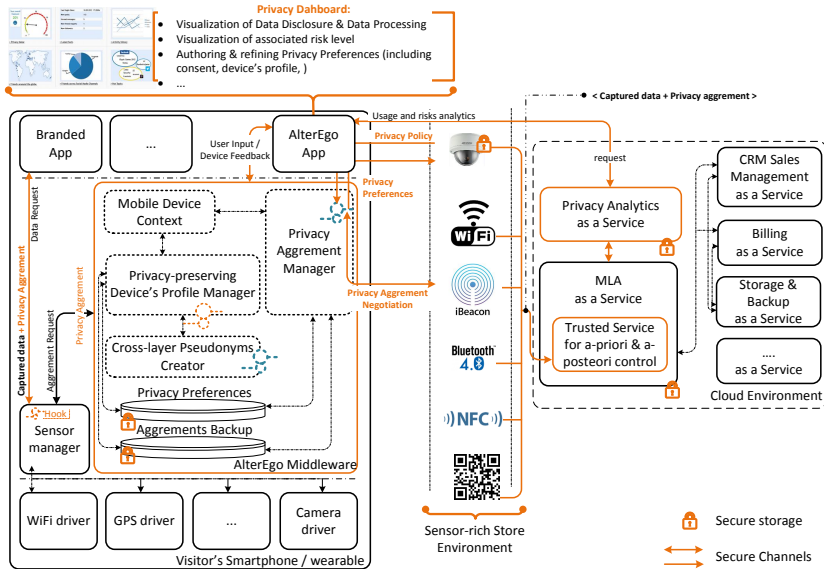 Privacy Dahboard:
• Visualization of Data Disclosure & Data Processing
• Visualization of associated risk level
• Authoring & refining Privacy Preferences (including
consent, device's profile, )
• ...
Branded
App
...
AlterEgo
App
User Input /
Device Feedback
Usage and risks analytics
Privacy Policy
Privacy
Preferences
< Captured data + Privacy aggrement >
request
Data Request
Captured data + Privacy Aggrement
Aggrement Request
Privacy Aggrement
Mobile Device
Context
Privacy
Aggrement
Manager
Privacy-preserving
Device's Profile Manager
Cross-layer Pseudonyms
Creator
Privacy Preferences
Aggrements Backup
AlterEgo Middleware
Privacy Aggrement
Negotiation
Hook
Sensor
manager
WiFi driver
GPS driver
...
Camera
driver
Visitor's Smartphone / wearable
Wi Fi
iBeacon
Bluetooth
4.0
NFC
Sensor-rich Store
Environment
Privacy Analytics
as a Service
MLA
as a Service
Trusted Service
for a-priori & a-
posteori control
CRM Sales
Management
as a Service
Billing
as a Service
Storage &
Backup
as a Service
....
as a Service
Cloud Environment
Secure storage
Secure Channels